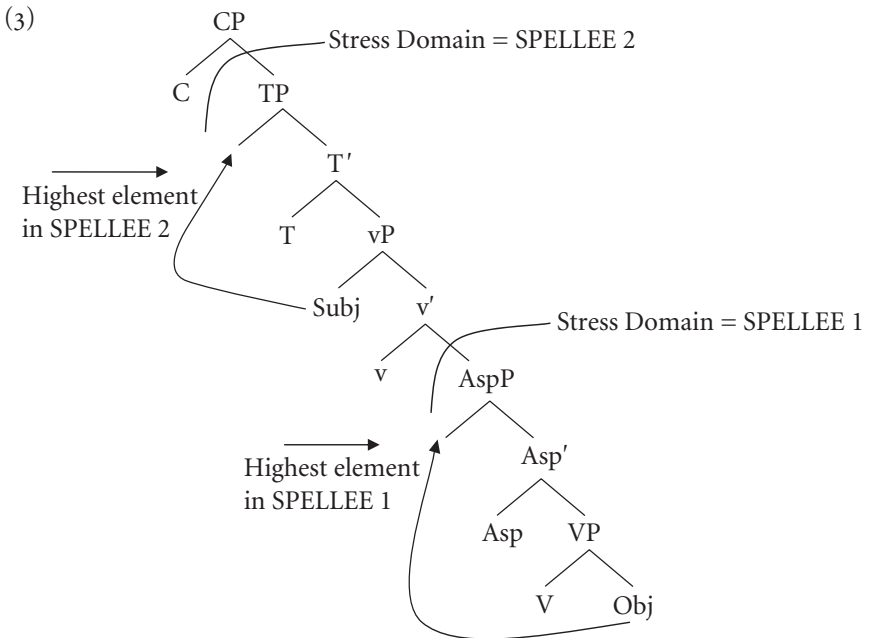 (3)
CP
Stress Domain = SPELLEE 2
C
TP
T'
Highest element
in SPELLEE 2
T
vP
Subj
v'
Stress Domain = SPELLEE 1
v
AspP
Highest element
in SPELLEE 1
Asp'
Asp
VP
V
Obj